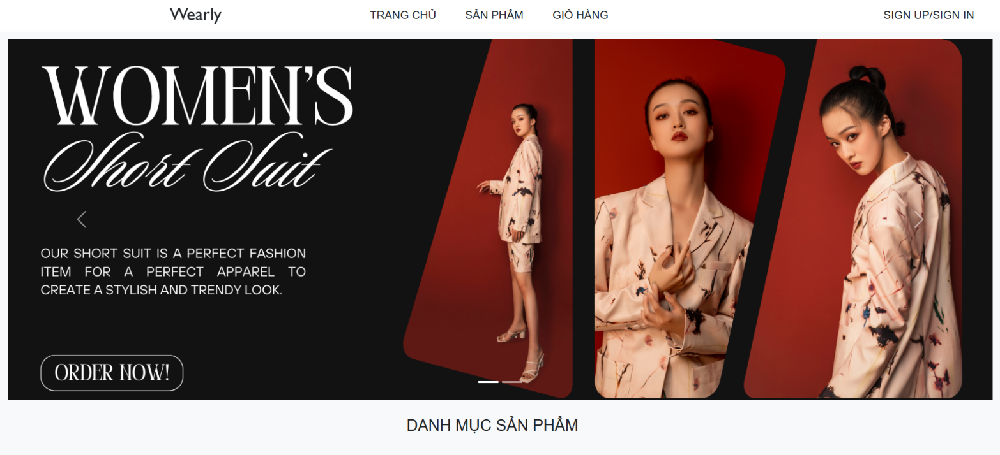 Wearly
TRANG CHỦ
SẢN PHẨM
GIỎ HÀNG
SIGN UP/SIGN IN
WOMEN'S
Short Suit
OUR SHORT SUIT IS A PERFECT FASHION
ITEM FOR A PERFECT APPAREL TO
CREATE A STYLISH AND TRENDY LOOK.
ORDER NOW!
DANH MỤC SẢN PHẨM